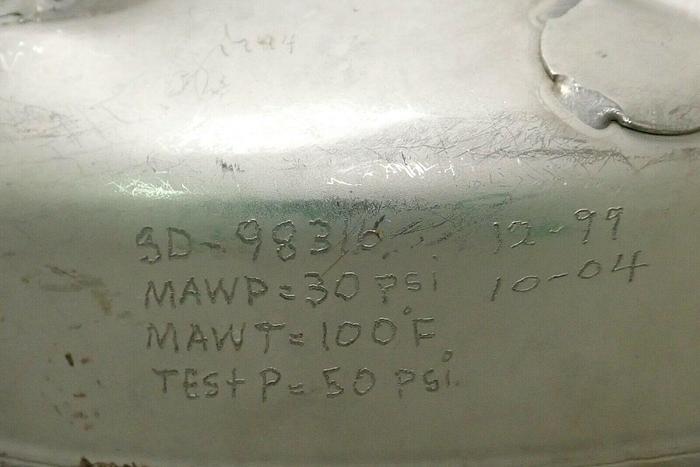 SD-98316 12-99
MAWP=30 PSi 10-04
MAWT=100°F
TESt P=50 PSi